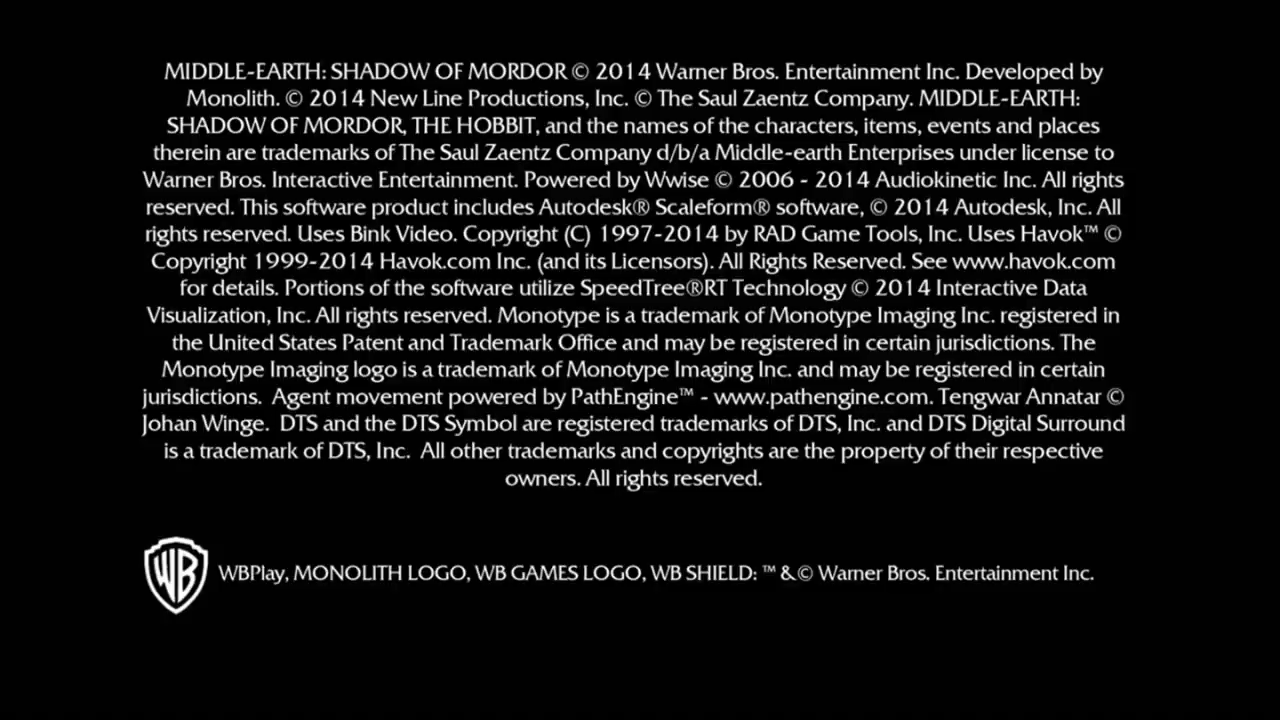 MIDDLE-EARTH: SHADOW OF MORDOR © 2014 Warner Bros. Entertainment Inc. Developed by
Monolith. © 2014 New Line Productions, Inc. © The Saul Zaentz Company. MIDDLE-EARTH:
SHADOW OF MORDOR, THE HOBBIT, and the names of the characters, items, events and places
therein are trademarks of The Saul Zaentz Company d/b/a Middle-earth Enterprises under license to
Warner Bros. Interactive Entertainment. Powered by Wwise © 2006 - 2014 Audiokinetic Inc. All rights
reserved. This software product includes Autodesk® Scaleform® software, © 2014 Autodesk, Inc. All
rights reserved. Uses Bink Video. Copyright (C) 1997-2014 by RAD Game Tools, Inc. Uses Havok™ ©
Copyright 1999-2014 Havok.com Inc. (and its Licensors). All Rights Reserved. See www.havok.com
for details. Portions of the software utilize SpeedTree®RT Technology © 2014 Interactive Data
Visualization, Inc. All rights reserved. Monotype is a trademark of Monotype Imaging Inc. registered in
the United States Patent and Trademark Office and may be registered in certain jurisdictions. The
Monotype Imaging logo is a trademark of Monotype Imaging Inc. and may be registered in certain
jurisdictions. Agent movement powered by PathEngine™ - www.pathengine.com. Tengwar Annatar ©
Johan Winge. DTS and the DTS Symbol are registered trademarks of DTS, Inc. and DTS Digital Surround
is a trademark of DTS, Inc. All other trademarks and copyrights are the property of their respective
owners. All rights reserved.
WB WBPlay, MONOLITH LOGO, WB GAMES LOGO, WB SHIELD: ™ & © Warner Bros. Entertainment Inc.